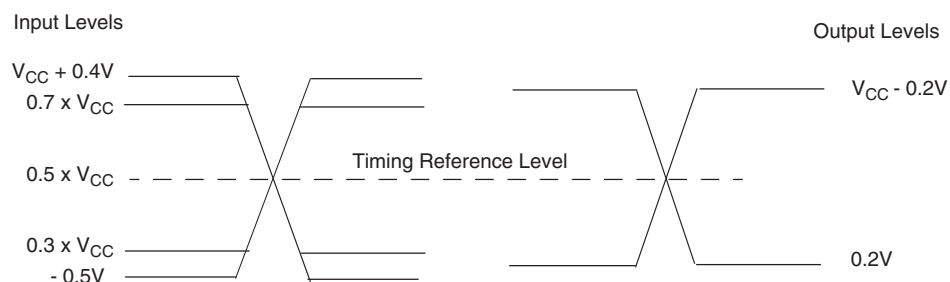 Input Levels
Output Levels
V_CC + 0.4V
V_CC - 0.2V
0.7 x V_CC
Timing Reference Level
0.5 x V_CC
0.3 x V_CC
0.2V
- 0.5V